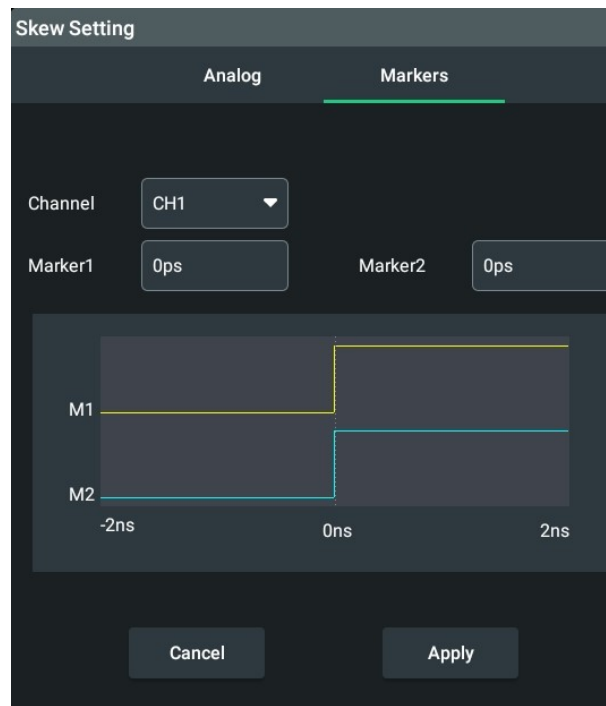 Skew Setting
Analog Markers
Channel CH1
Marker1 0ps Marker2 0ps
M1
M2
-2ns 0ns 2ns
Cancel Apply